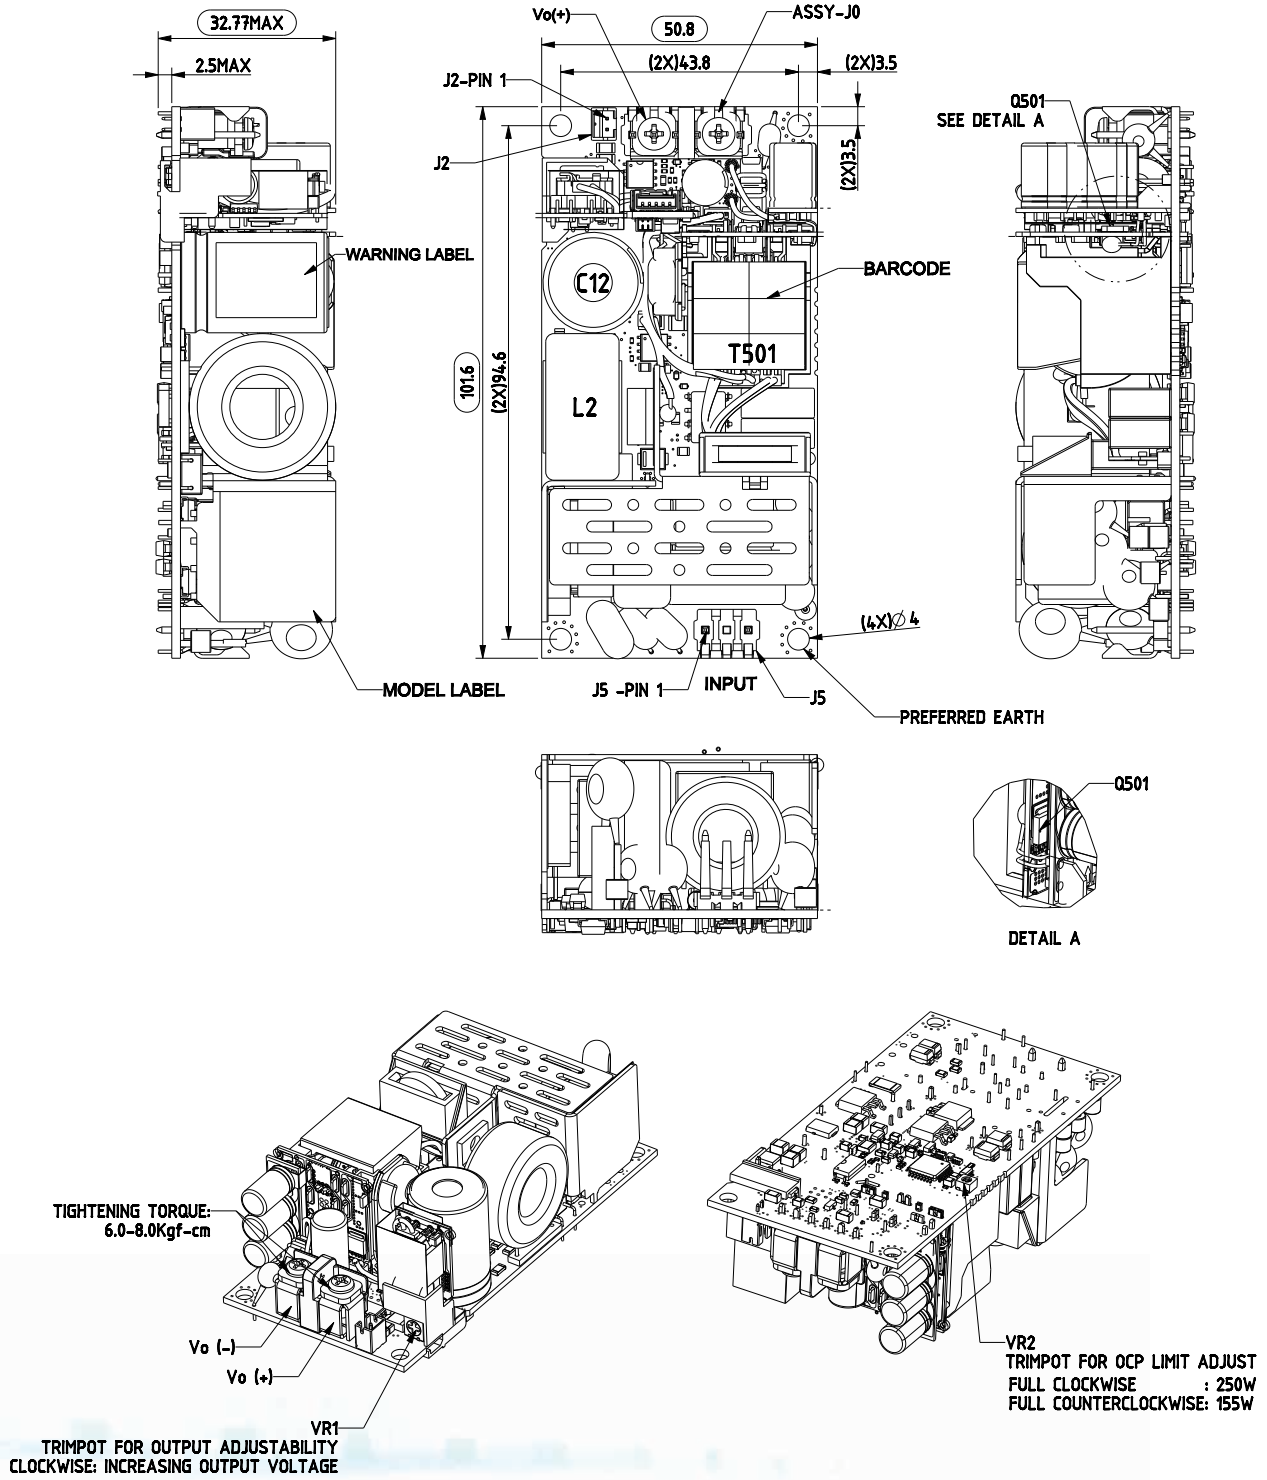 32.77MAX
2.5MAX
Vo(+)
ASSY-J0
50.8
(2X)43.8
(2X)3.5
J2-PIN 1
J2
(2X)3.5
Q501
SEE DETAIL A
WARNING LABEL
C12
BARCODE
T501
101.6
(2X)94.6
L2
(4X)Ø 4
MODEL LABEL
J5 -PIN 1
INPUT
J5
PREFERRED EARTH
Q501
DETAIL A
TIGHTENING TORQUE:
6.0-8.0Kgf-cm
Vo (-)
Vo (+)
VR1
TRIMPOT FOR OUTPUT ADJUSTABILITY
CLOCKWISE: INCREASING OUTPUT VOLTAGE
VR2
TRIMPOT FOR OCP LIMIT ADJUST
FULL CLOCKWISE : 250W
FULL COUNTERCLOCKWISE: 155W